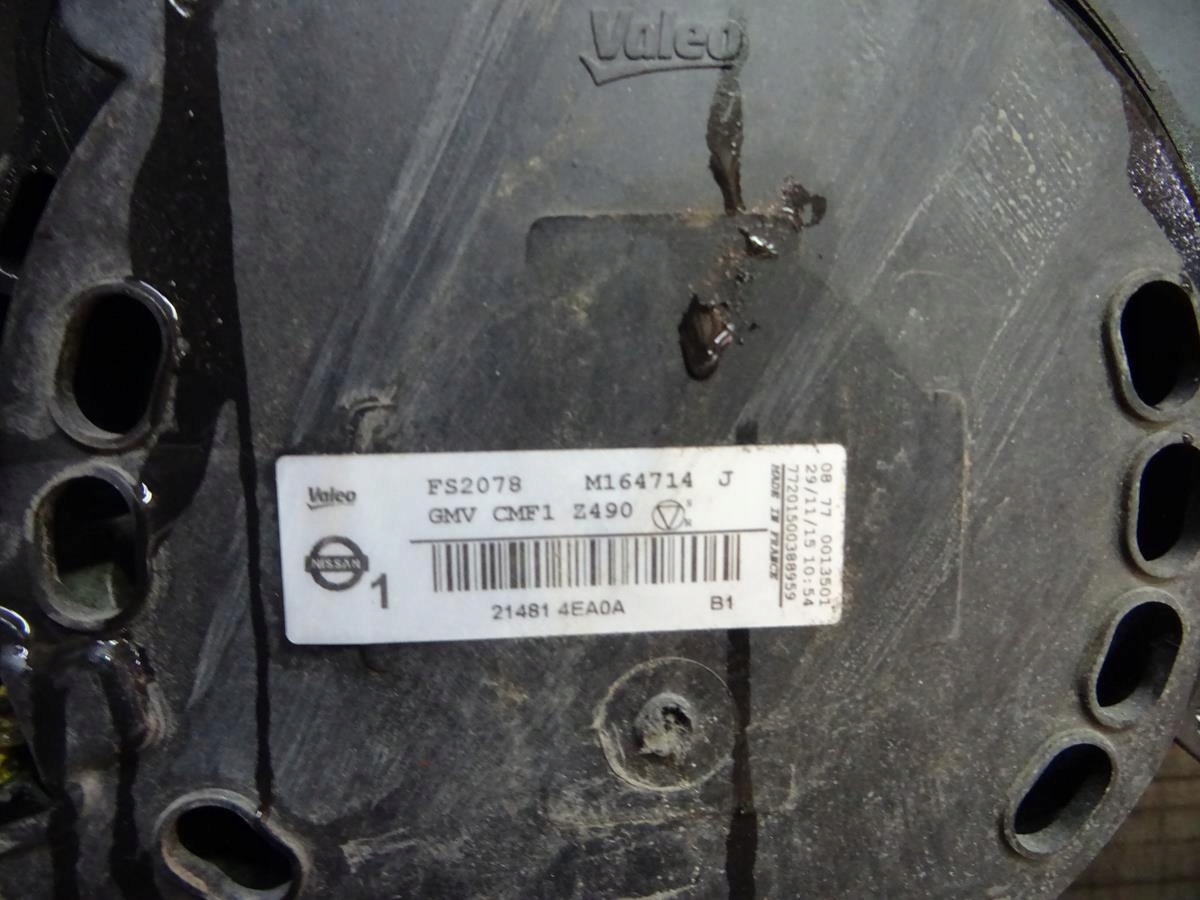 Valeo
Valeo
FS2078 M164714 J
GMV CMF1 Z490
NISSAN
1
21481 4EA0A B1
MADE IN FRANCE
77201500388959
29/11/15 10:54
08 77 0013501